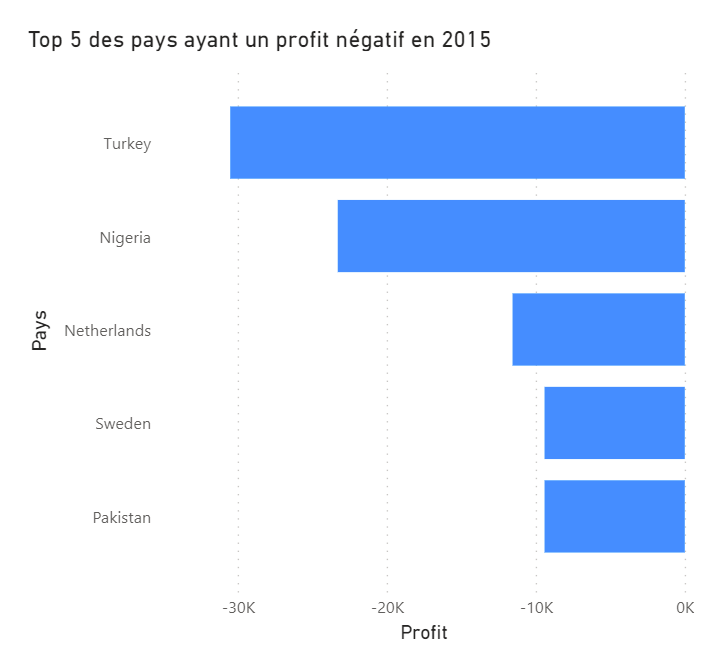 Top 5 des pays ayant un profit négatif en 2015
Turkey
Nigeria
Netherlands
Sweden
Pakistan
Pays
-30K
-20K
-10K
0K
Profit